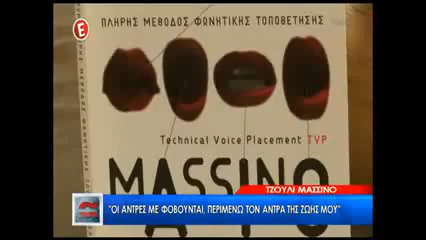 ΠΛΗΡΗΣ ΜΕΘΟΔΟΣ ΦΩΝΗΤΙΚΗΣ ΤΟΠΟΘΕΤΗΣΗΣ
E
Technical Voice Placement TVP
MASSINO
ΤΖΟΥΛΙ ΜΑΣΣΙΝΟ
"ΟΙ ΑΝΤΡΕΣ ΜΕ ΦΟΒΟΥΝΤΑΙ, ΠΕΡΙΜΕΝΩ ΤΟΝ ΑΝΤΡΑ ΤΗΣ ΖΩΗΣ ΜΟΥ"